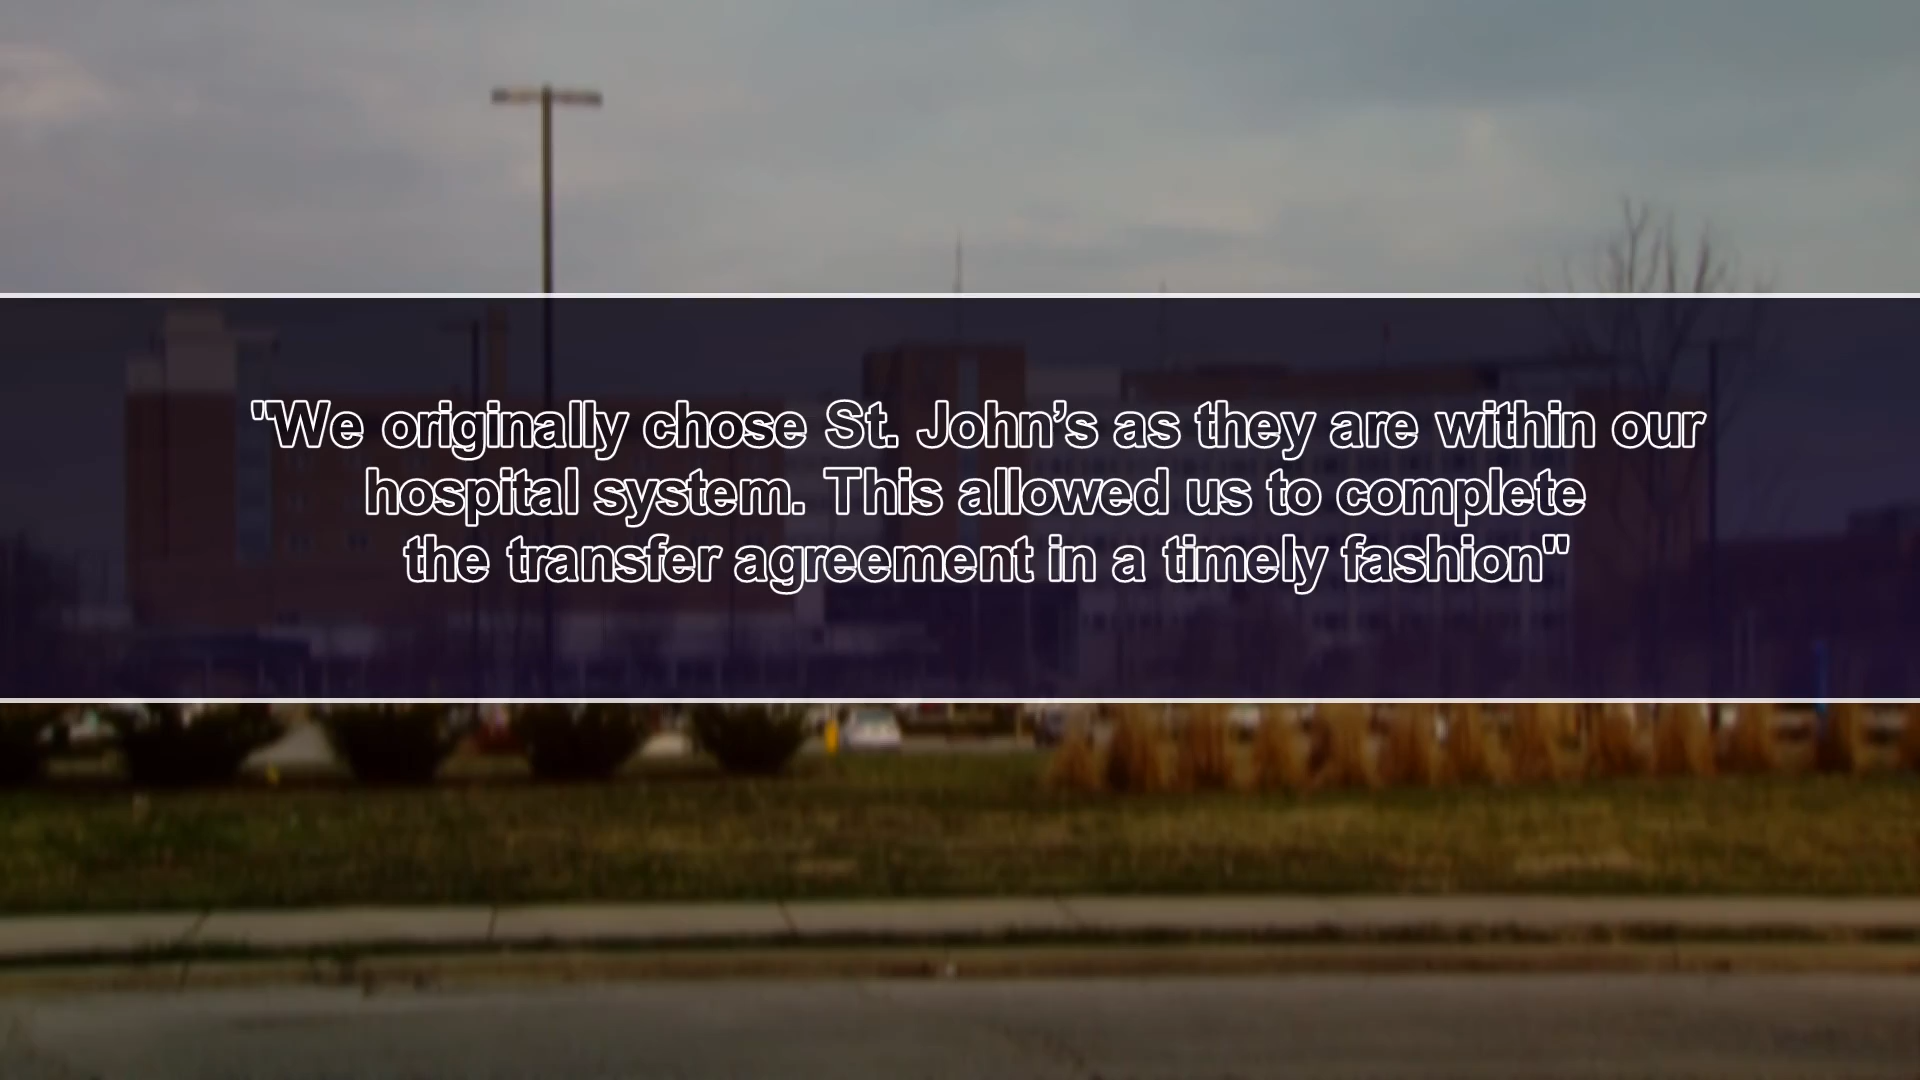 "We originally chose St. John’s as they are within our
hospital system. This allowed us to complete
the transfer agreement in a timely fashion"